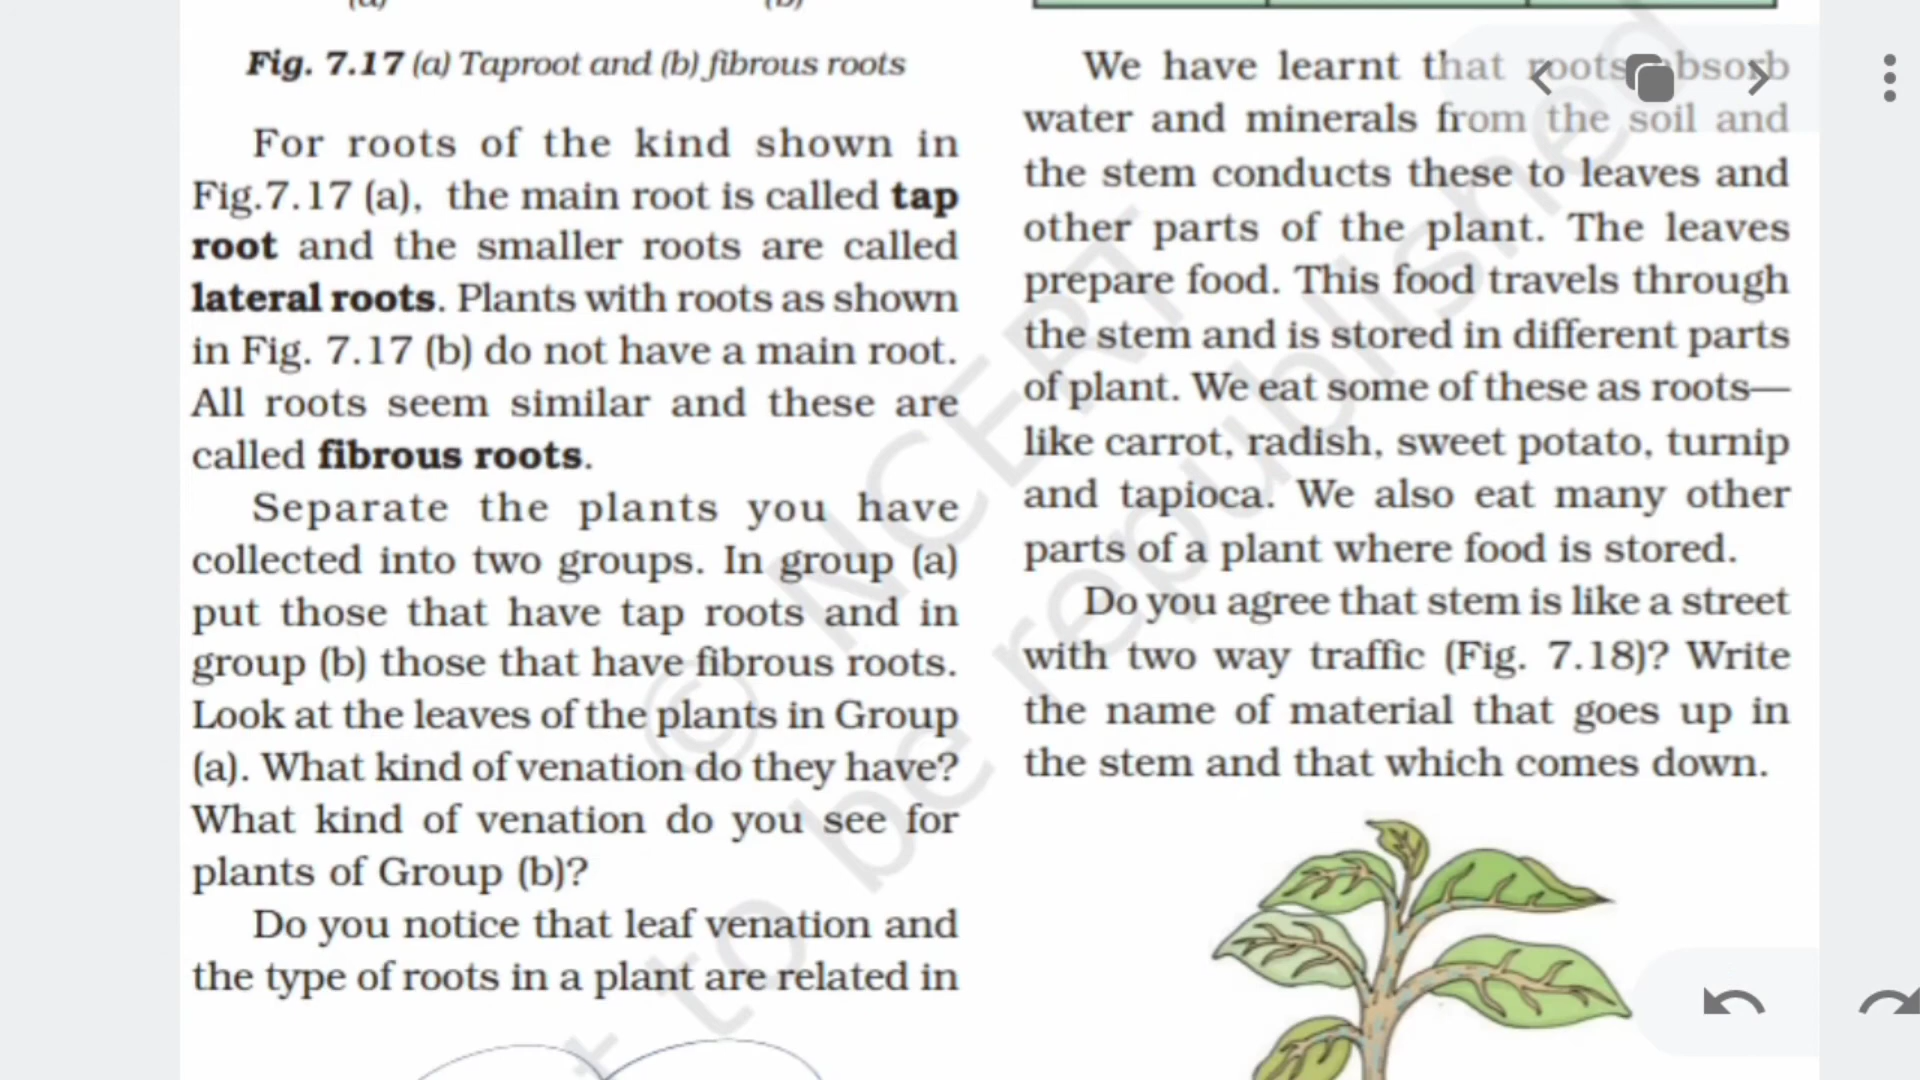 Fig. 7.17 (a) Taproot and (b) fibrous roots
For roots of the kind shown in
Fig.7.17 (a), the main root is called tap
root and the smaller roots are called
lateral roots. Plants with roots as shown
in Fig. 7.17 (b) do not have a main root.
All roots seem similar and these are
called fibrous roots.
Separate the plants you have
collected into two groups. In group (a)
put those that have tap roots and in
group (b) those that have fibrous roots.
Look at the leaves of the plants in Group
(a). What kind of venation do they have?
What kind of venation do you see for
plants of Group (b)?
Do you notice that leaf venation and
the type of roots in a plant are related in
We have learnt that roots absorb
water and minerals from the soil and
the stem conducts these to leaves and
other parts of the plant. The leaves
prepare food. This food travels through
the stem and is stored in different parts
of plant. We eat some of these as roots—
like carrot, radish, sweet potato, turnip
and tapioca. We also eat many other
parts of a plant where food is stored.
Do you agree that stem is like a street
with two way traffic (Fig. 7.18)? Write
the name of material that goes up in
the stem and that which comes down.
© NCERT
to be republished